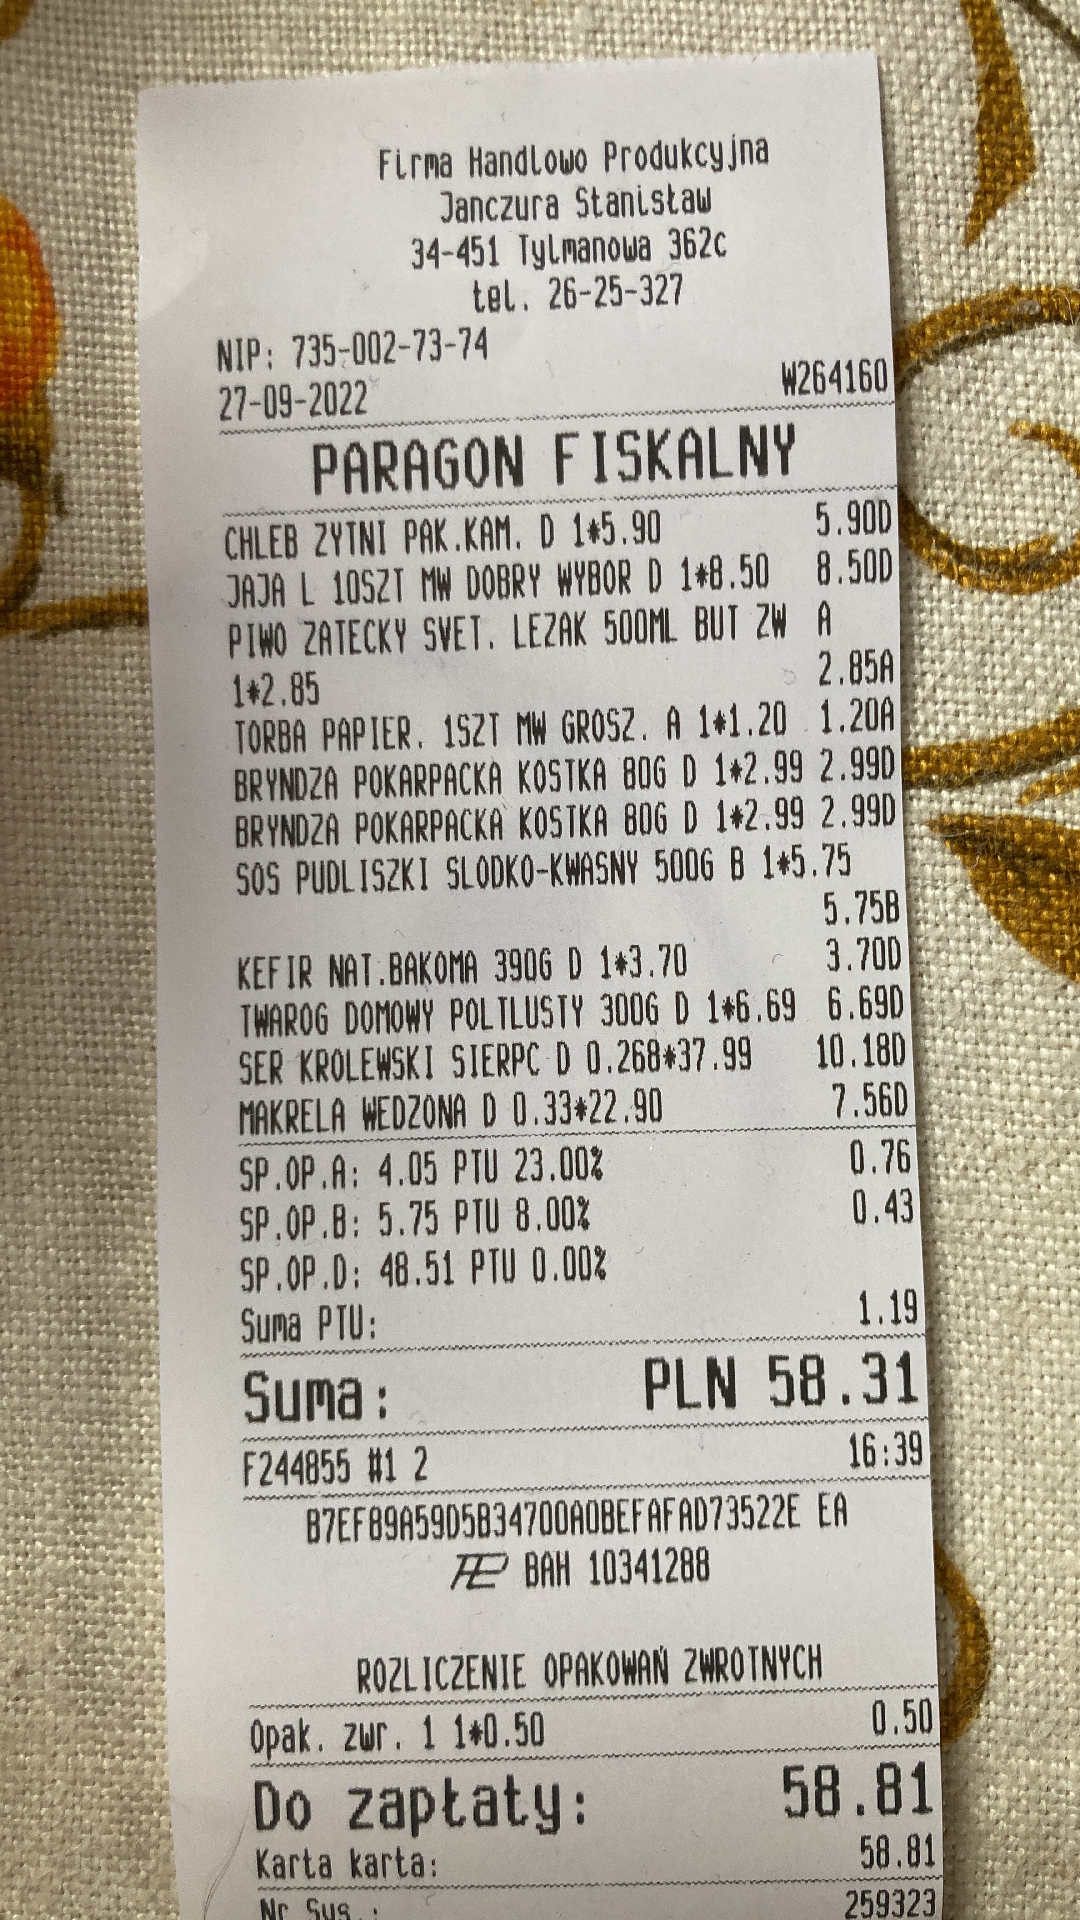 Firma Handlowo Produkcyjna
Janczura Stanisław
34-451 Tylmanowa 362c
tel. 26-25-327
NIP: 735-002-73-74
27-09-2022 W264160
PARAGON FISKALNY
CHLEB ZYTNI PAK.KAM. D 1*5.90 5.90D
JAJA L 10SZT MW DOBRY WYBOR D 1*8.50 8.50D
PIWO ZATECKY SVET. LEZAK 500ML BUT ZW A
1*2.85 2.85A
TORBA PAPIER. 1SZT MW GROSZ. A 1*1.20 1.20A
BRYNDZA POKARPACKA KOSTKA 80G D 1*2.99 2.99D
BRYNDZA POKARPACKA KOSTKA 80G D 1*2.99 2.99D
SOS PUDLISZKI SLODKO-KWASNY 500G B 1*5.75
5.75B
KEFIR NAT.BAKOMA 390G D 1*3.70 3.70D
TWAROG DOMOWY POLTLUSTY 300G D 1*6.69 6.69D
SER KROLEWSKI SIERPC D 0.268*37.99 10.18D
MAKRELA WEDZONA D 0.33*22.90 7.56D
SP.OP.A: 4.05 PTU 23.00% 0.76
SP.OP.B: 5.75 PTU 8.00% 0.43
SP.OP.D: 48.51 PTU 0.00%
Suma PTU: 1.19
Suma: PLN 58.31
F244855 #1 2 16:39
B7EF89A59D5B34700A0BEFAFAD73522E EA
BAH 10341288
ROZLICZENIE OPAKOWAŃ ZWROTNYCH
Opak. zwr. 1 1*0.50 0.50
Do zapłaty: 58.81
Karta karta: 58.81
Nr Sys.: 259323